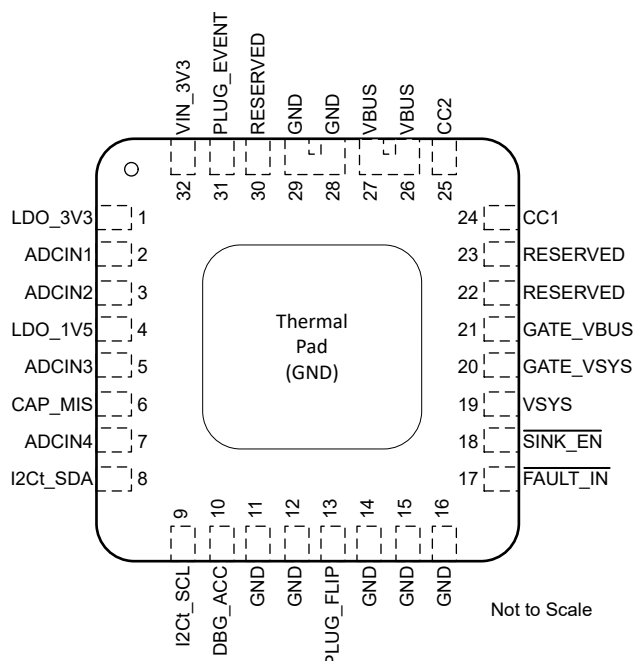 VIN_3V3
PLUG_EVENT
RESERVED
GND
GND
VBUS
VBUS
CC2
32
31
30
29
28
27
26
25
LDO_3V3 1
ADCIN1 2
ADCIN2 3
LDO_1V5 4
ADCIN3 5
CAP_MIS 6
ADCIN4 7
I2Ct_SDA 8
Thermal
Pad
(GND)
24 CC1
23 RESERVED
22 RESERVED
21 GATE_VBUS
20 GATE_VSYS
19 VSYS
18 SINK_EN
17 FAULT_IN
9
10
11
12
13
14
15
16
I2Ct_SCL
DBG_ACC
GND
GND
PLUG_FLIP
GND
GND
GND
Not to Scale